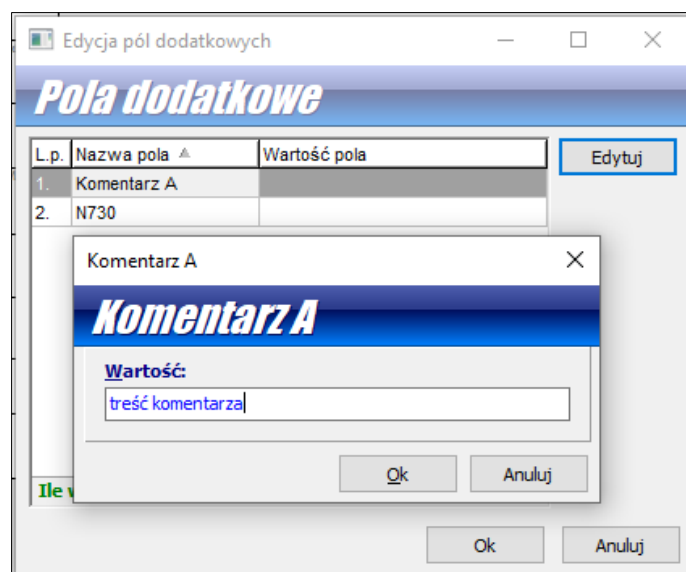 Edycja pól dodatkowych
Pola dodatkowe
L.p. Nazwa pola Wartość pola
Edytuj
1. Komentarz A
2. N730
Komentarz A
Komentarz A
Wartość:
treść komentarza
Ok Anuluj
Ile
Ok Anuluj